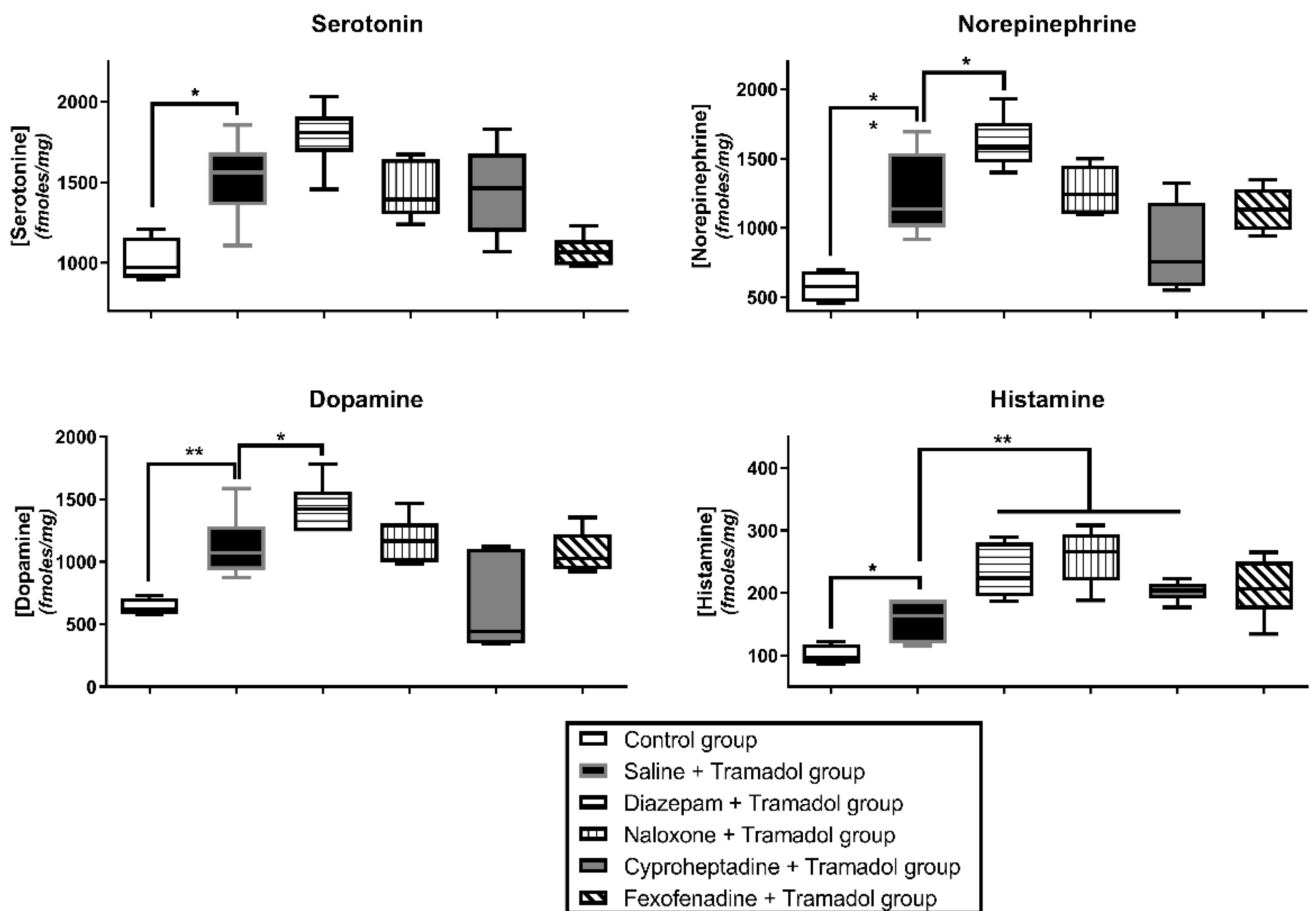 Serotonin
[Serotonine]
(fmoles/mg)
2000
1500
1000
*
Norepinephrine
[Norepinephrine]
(fmoles/mg)
2000
1500
1000
500
*
*
*
Dopamine
[Dopamine]
(fmoles/mg)
2000
1500
1000
500
0
**
*
Histamine
[Histamine]
(fmoles/mg)
400
300
200
100
*
**
Control group
Saline + Tramadol group
Diazepam + Tramadol group
Naloxone + Tramadol group
Cyproheptadine + Tramadol group
Fexofenadine + Tramadol group